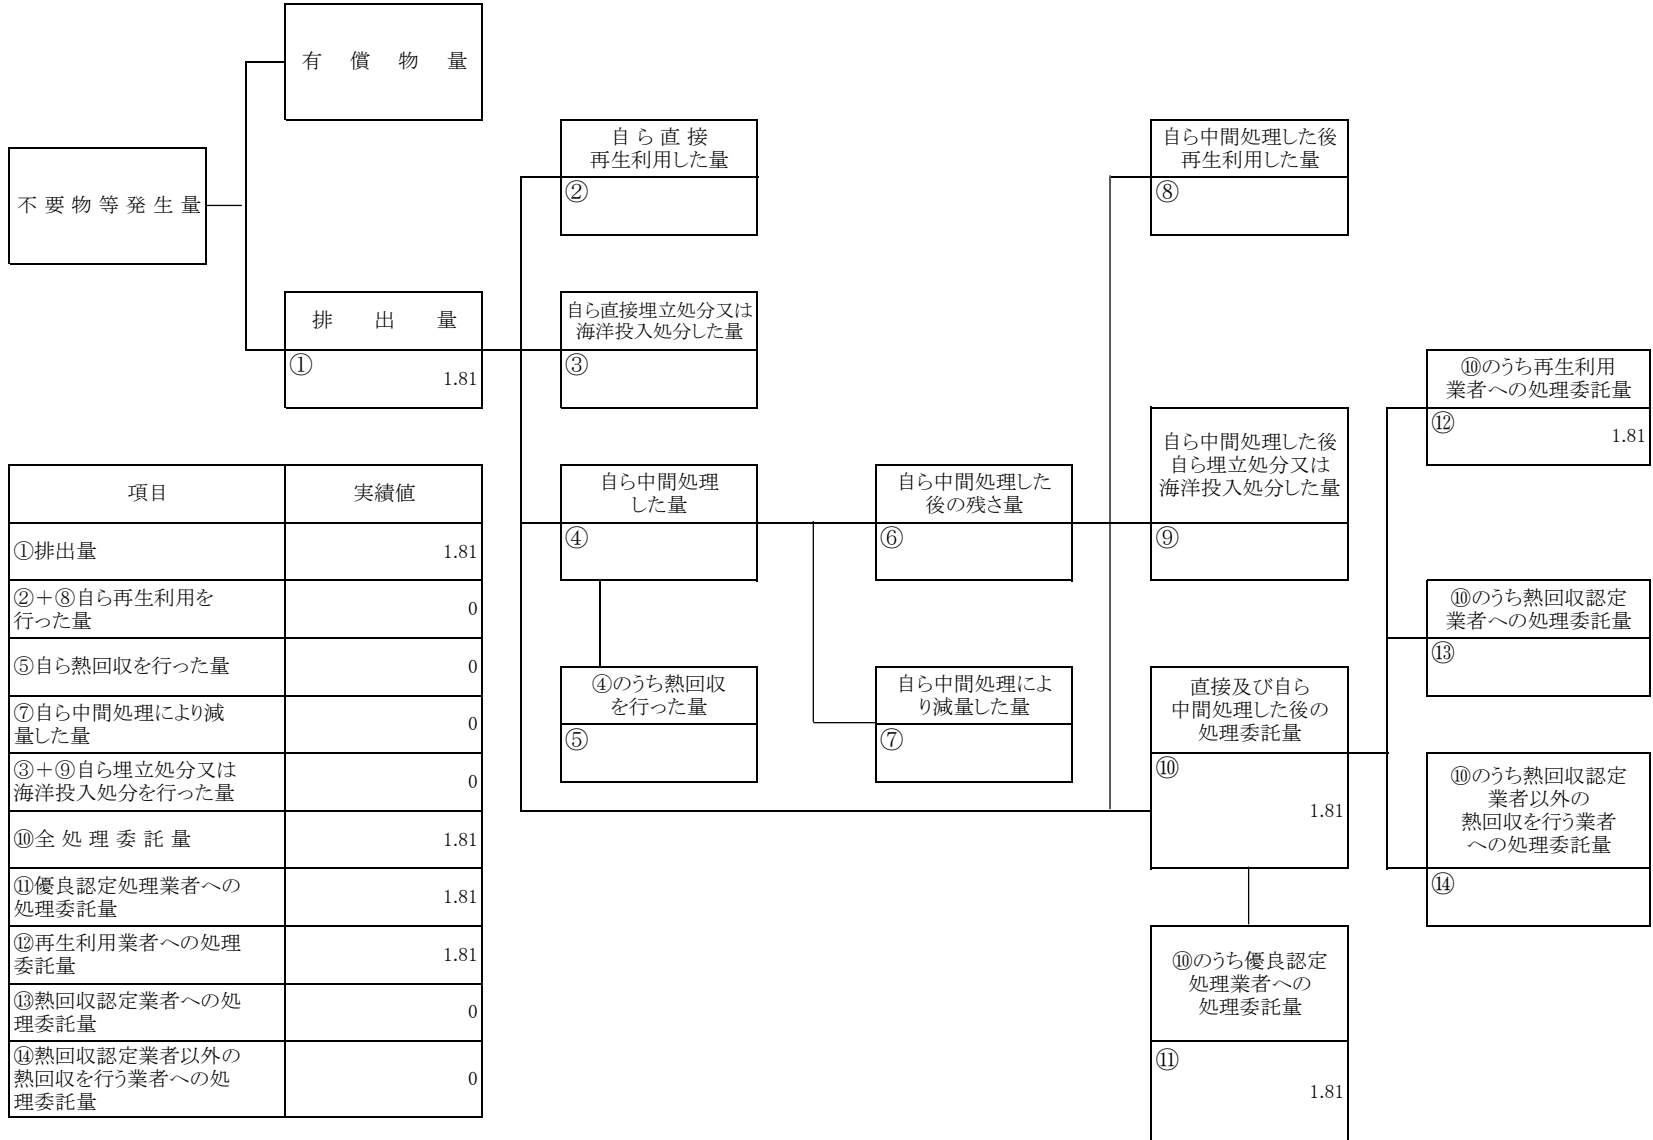 有償物量
不要物等発生量
排出量
①
1.81
自ら直接
再生利用した量
②
自ら直接埋立処分又は
海洋投入処分した量
③
自ら中間処理
した量
④
④のうち熱回収
を行った量
⑤
自ら中間処理した
後の残さ量
⑥
自ら中間処理によ
り減量した量
⑦
自ら中間処理した後
再生利用した量
⑧
自ら中間処理した後
自ら埋立処分又は
海洋投入処分した量
⑨
直接及び自ら
中間処理した後の
処理委託量
⑩
1.81
⑩のうち優良認定
処理業者への
処理委託量
⑪
1.81
⑩のうち再生利用
業者への処理委託量
⑫
1.81
⑩のうち熱回収認定
業者への処理委託量
⑬
⑩のうち熱回収認定
業者以外の
熱回収を行う業者
への処理委託量
⑭
項目 実績値
①排出量 1.81
②＋⑧自ら再生利用を
行った量 0
⑤自ら熱回収を行った量 0
⑦自ら中間処理により減
量した量 0
③＋⑨自ら埋立処分又は
海洋投入処分を行った量 0
⑩全処理委託量 1.81
⑪優良認定処理業者への
処理委託量 1.81
⑫再生利用業者への処理
委託量 1.81
⑬熱回収認定業者への処
理委託量 0
⑭熱回収認定業者以外の
熱回収を行う業者への処
理委託量 0